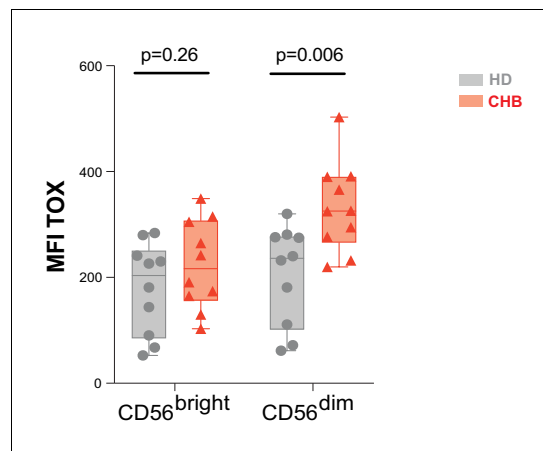 p=0.26 p=0.006
HD
CHB
600
400
200
0
MFI TOX
CD56bright CD56dim